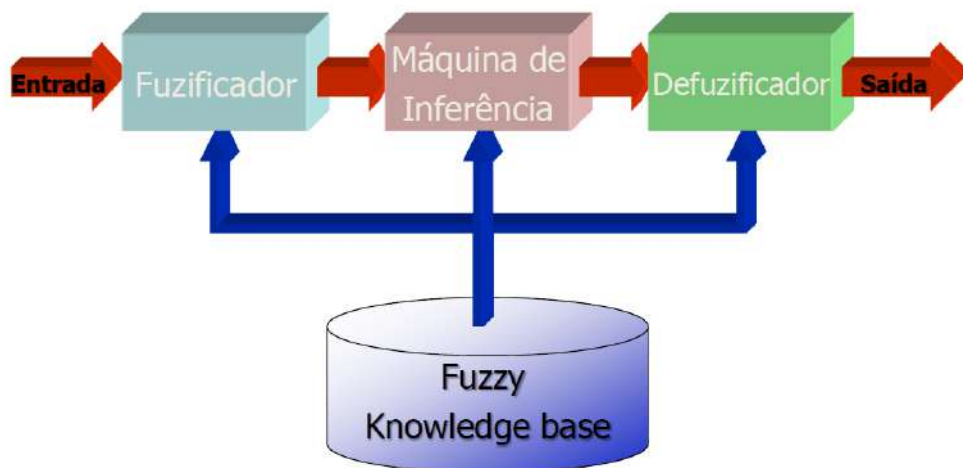 Entrada
Fuzificador
Máquina de
Inferência
Defuzificador
Saída
Fuzzy
Knowledge base